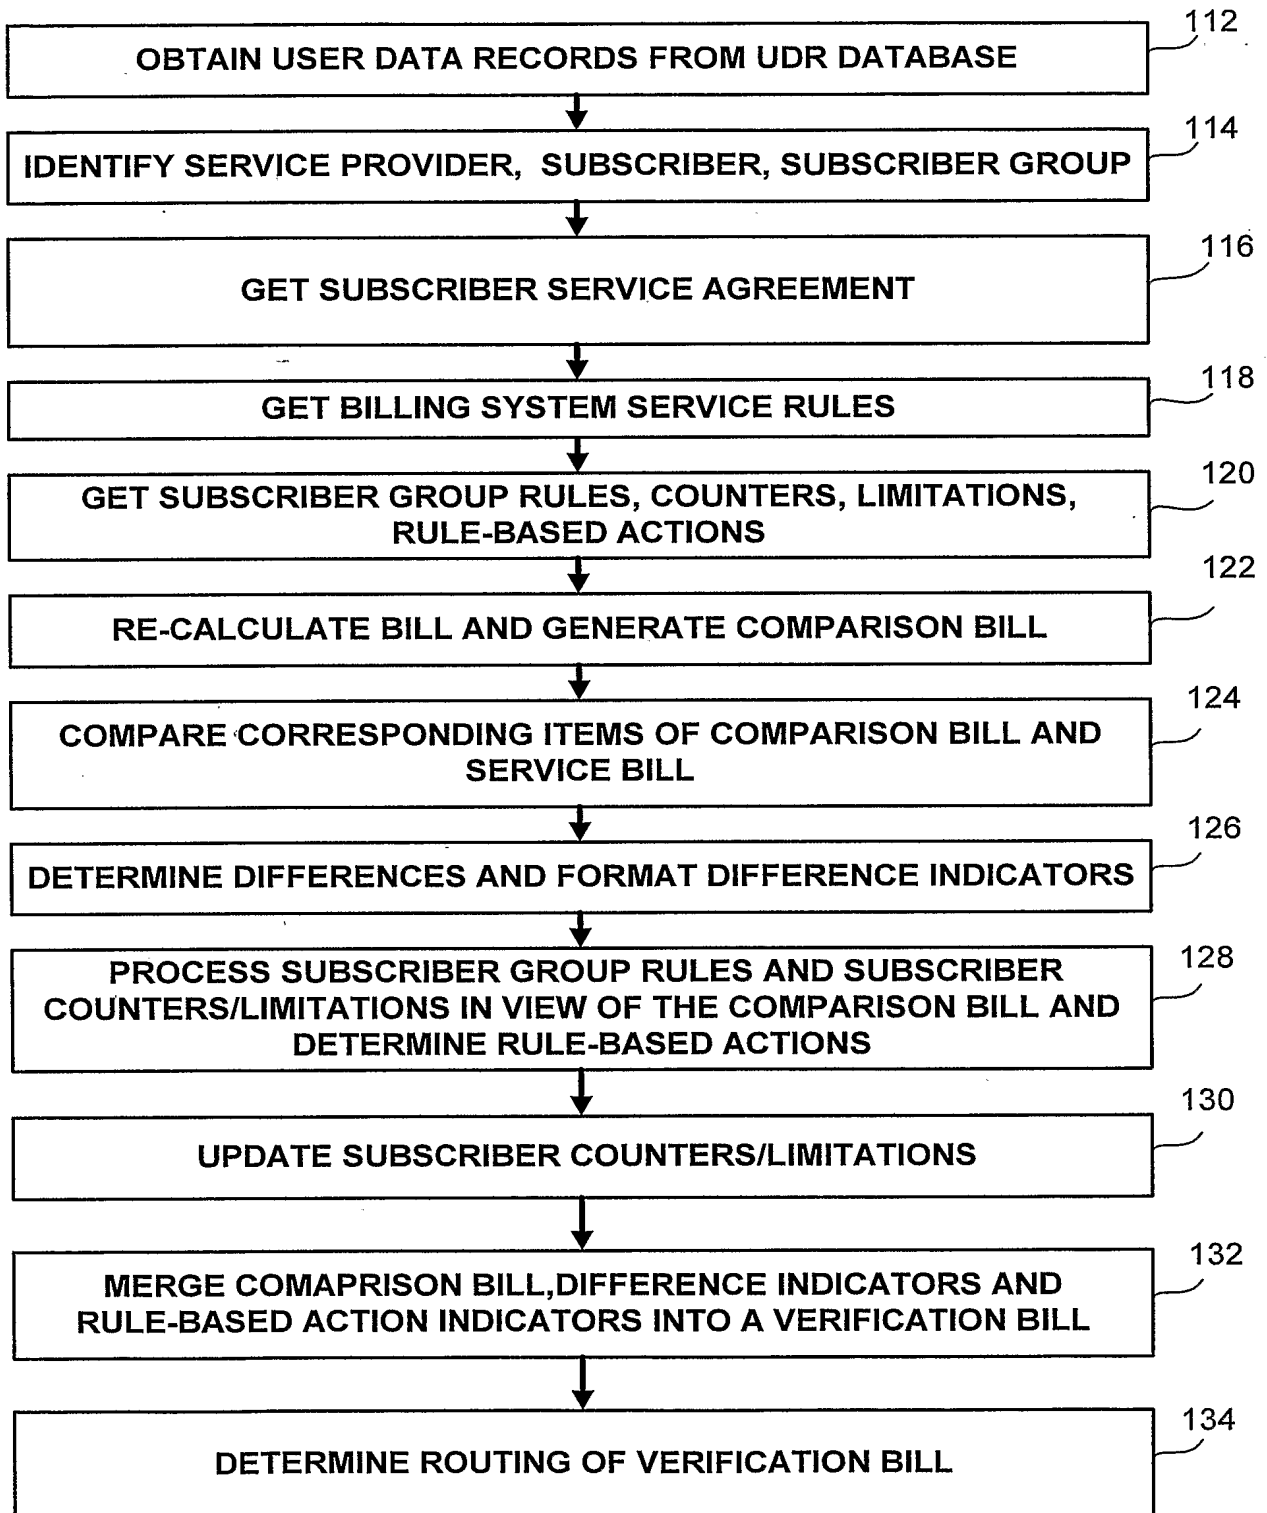 112
OBTAIN USER DATA RECORDS FROM UDR DATABASE
114
IDENTIFY SERVICE PROVIDER, SUBSCRIBER, SUBSCRIBER GROUP
116
GET SUBSCRIBER SERVICE AGREEMENT
118
GET BILLING SYSTEM SERVICE RULES
120
GET SUBSCRIBER GROUP RULES, COUNTERS, LIMITATIONS,
RULE-BASED ACTIONS
122
RE-CALCULATE BILL AND GENERATE COMPARISON BILL
124
COMPARE CORRESPONDING ITEMS OF COMPARISON BILL AND
SERVICE BILL
126
DETERMINE DIFFERENCES AND FORMAT DIFFERENCE INDICATORS
128
PROCESS SUBSCRIBER GROUP RULES AND SUBSCRIBER
COUNTERS/LIMITATIONS IN VIEW OF THE COMPARISON BILL AND
DETERMINE RULE-BASED ACTIONS
130
UPDATE SUBSCRIBER COUNTERS/LIMITATIONS
132
MERGE COMAPRISON BILL,DIFFERENCE INDICATORS AND
RULE-BASED ACTION INDICATORS INTO A VERIFICATION BILL
134
DETERMINE ROUTING OF VERIFICATION BILL